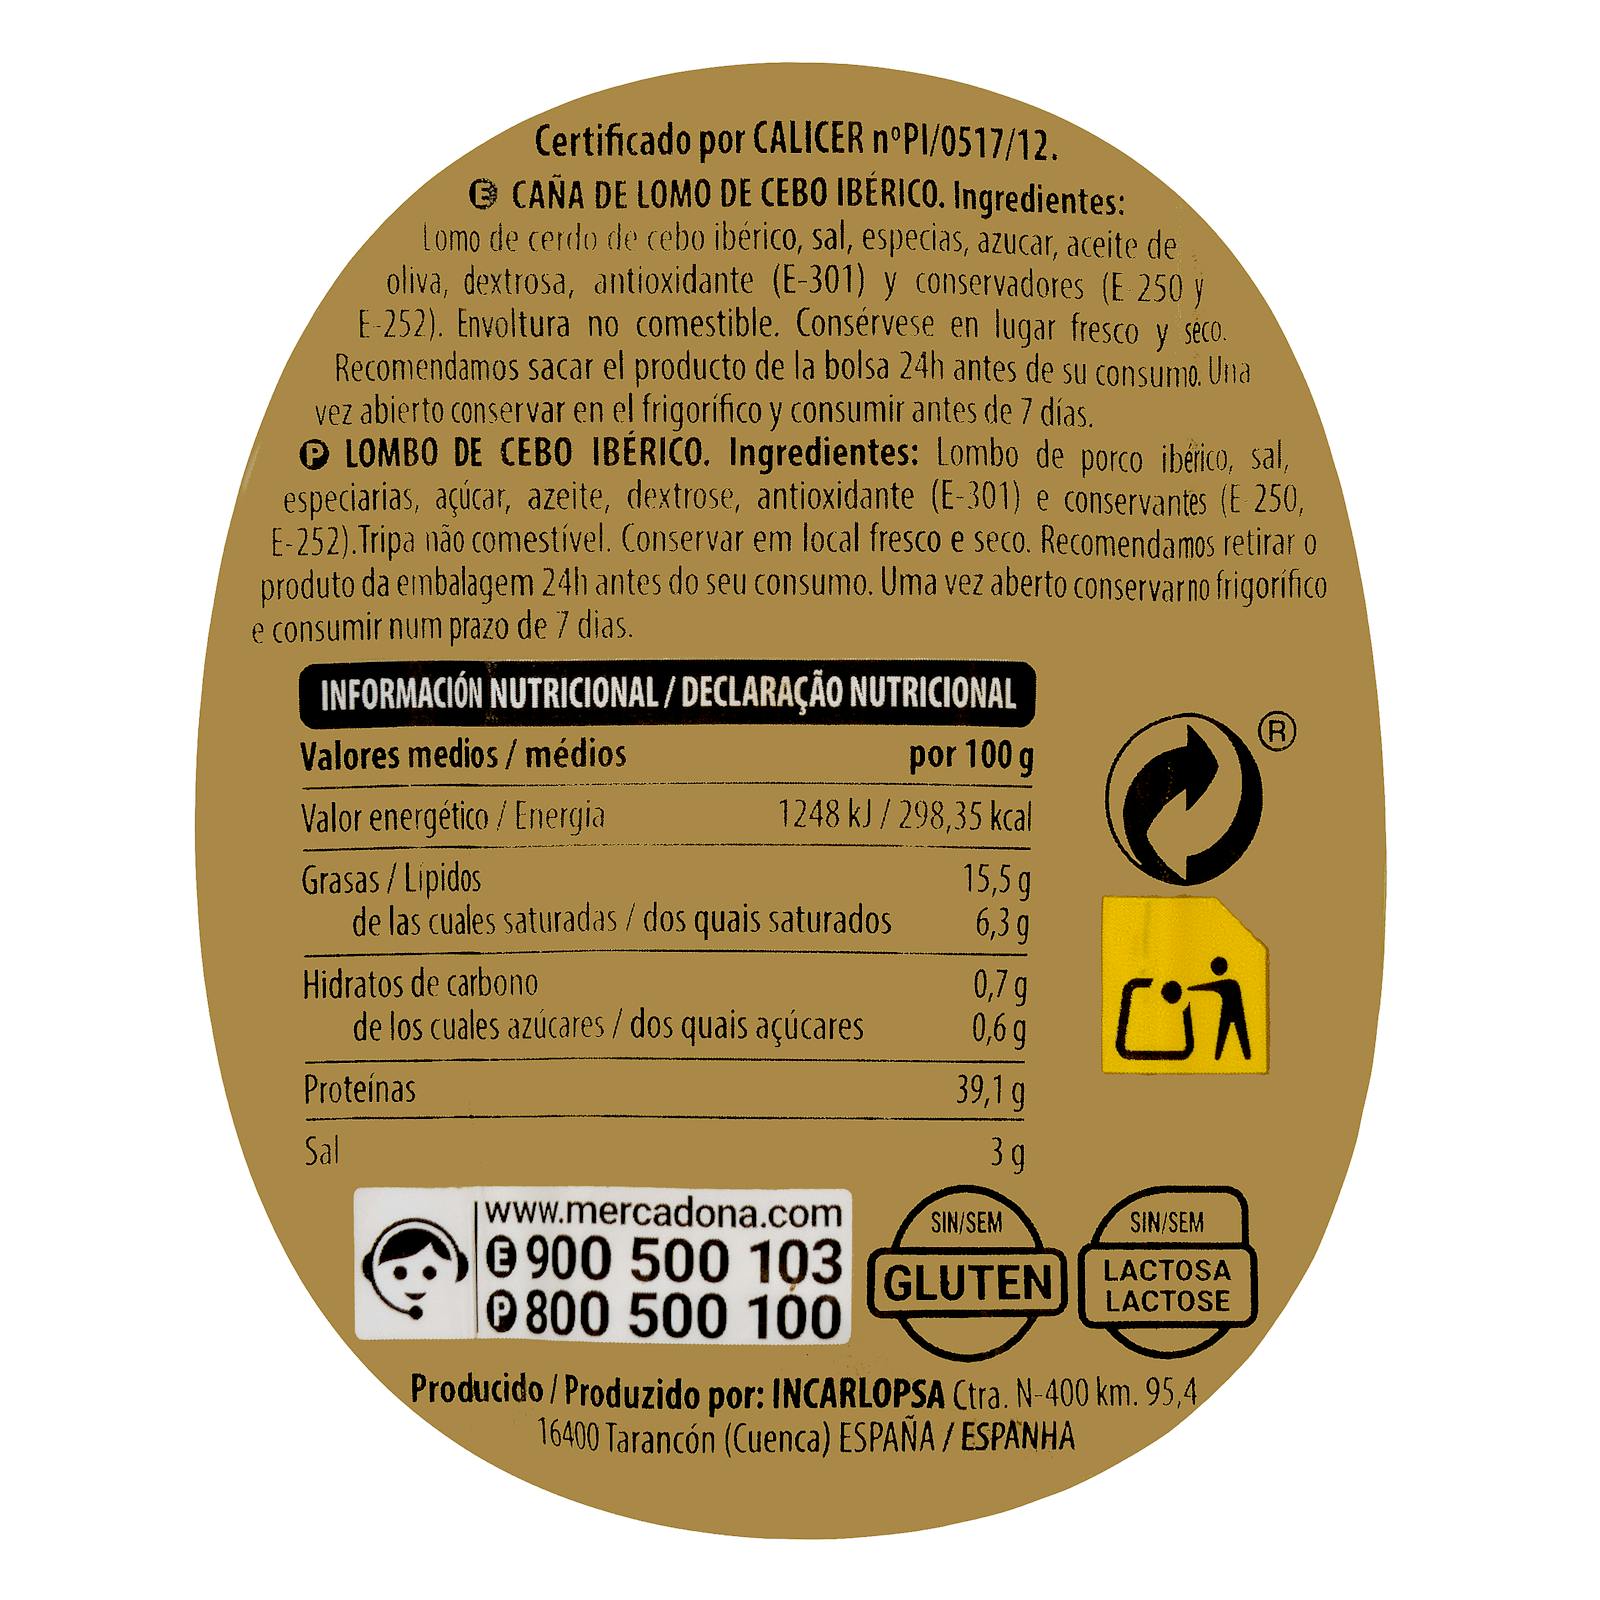 Certificado por CALICER nºPI/0517/12.
E CAÑA DE LOMO DE CEBO IBÉRICO. Ingredientes:
Lomo de cerdo de cebo ibérico, sal, especias, azucar, aceite de
oliva, dextrosa, antioxidante (E-301) y conservadores (E-250 y
E-252). Envoltura no comestible. Consérvese en lugar fresco y seco.
Recomendamos sacar el producto de la bolsa 24h antes de su consumo. Una
vez abierto conservar en el frigorífico y consumir antes de 7 días.
P LOMBO DE CEBO IBÉRICO. Ingredientes: Lombo de porco ibérico, sal,
especiarias, açúcar, azeite, dextrose, antioxidante (E-301) e conservantes (E-250,
E-252).Tripa não comestível. Conservar em local fresco e seco. Recomendamos retirar o
produto da embalagem 24h antes do seu consumo. Uma vez aberto conservar no frigorífico
e consumir num prazo de 7 dias.
INFORMACIÓN NUTRICIONAL / DECLARAÇÃO NUTRICIONAL
Valores medios / médios por 100 g
Valor energético / Energia 1248 kJ / 298,35 kcal
Grasas / Lípidos 15,5 g
de las cuales saturadas / dos quais saturados 6,3 g
Hidratos de carbono 0,7 g
de los cuales azúcares / dos quais açúcares 0,6 g
Proteínas 39,1 g
Sal 3 g
®
www.mercadona.com
E 900 500 103
P 800 500 100
SIN/SEM
GLUTEN
SIN/SEM
LACTOSA
LACTOSE
Producido / Produzido por: INCARLOPSA Ctra. N-400 km. 95,4
16400 Tarancón (Cuenca) ESPAÑA / ESPANHA